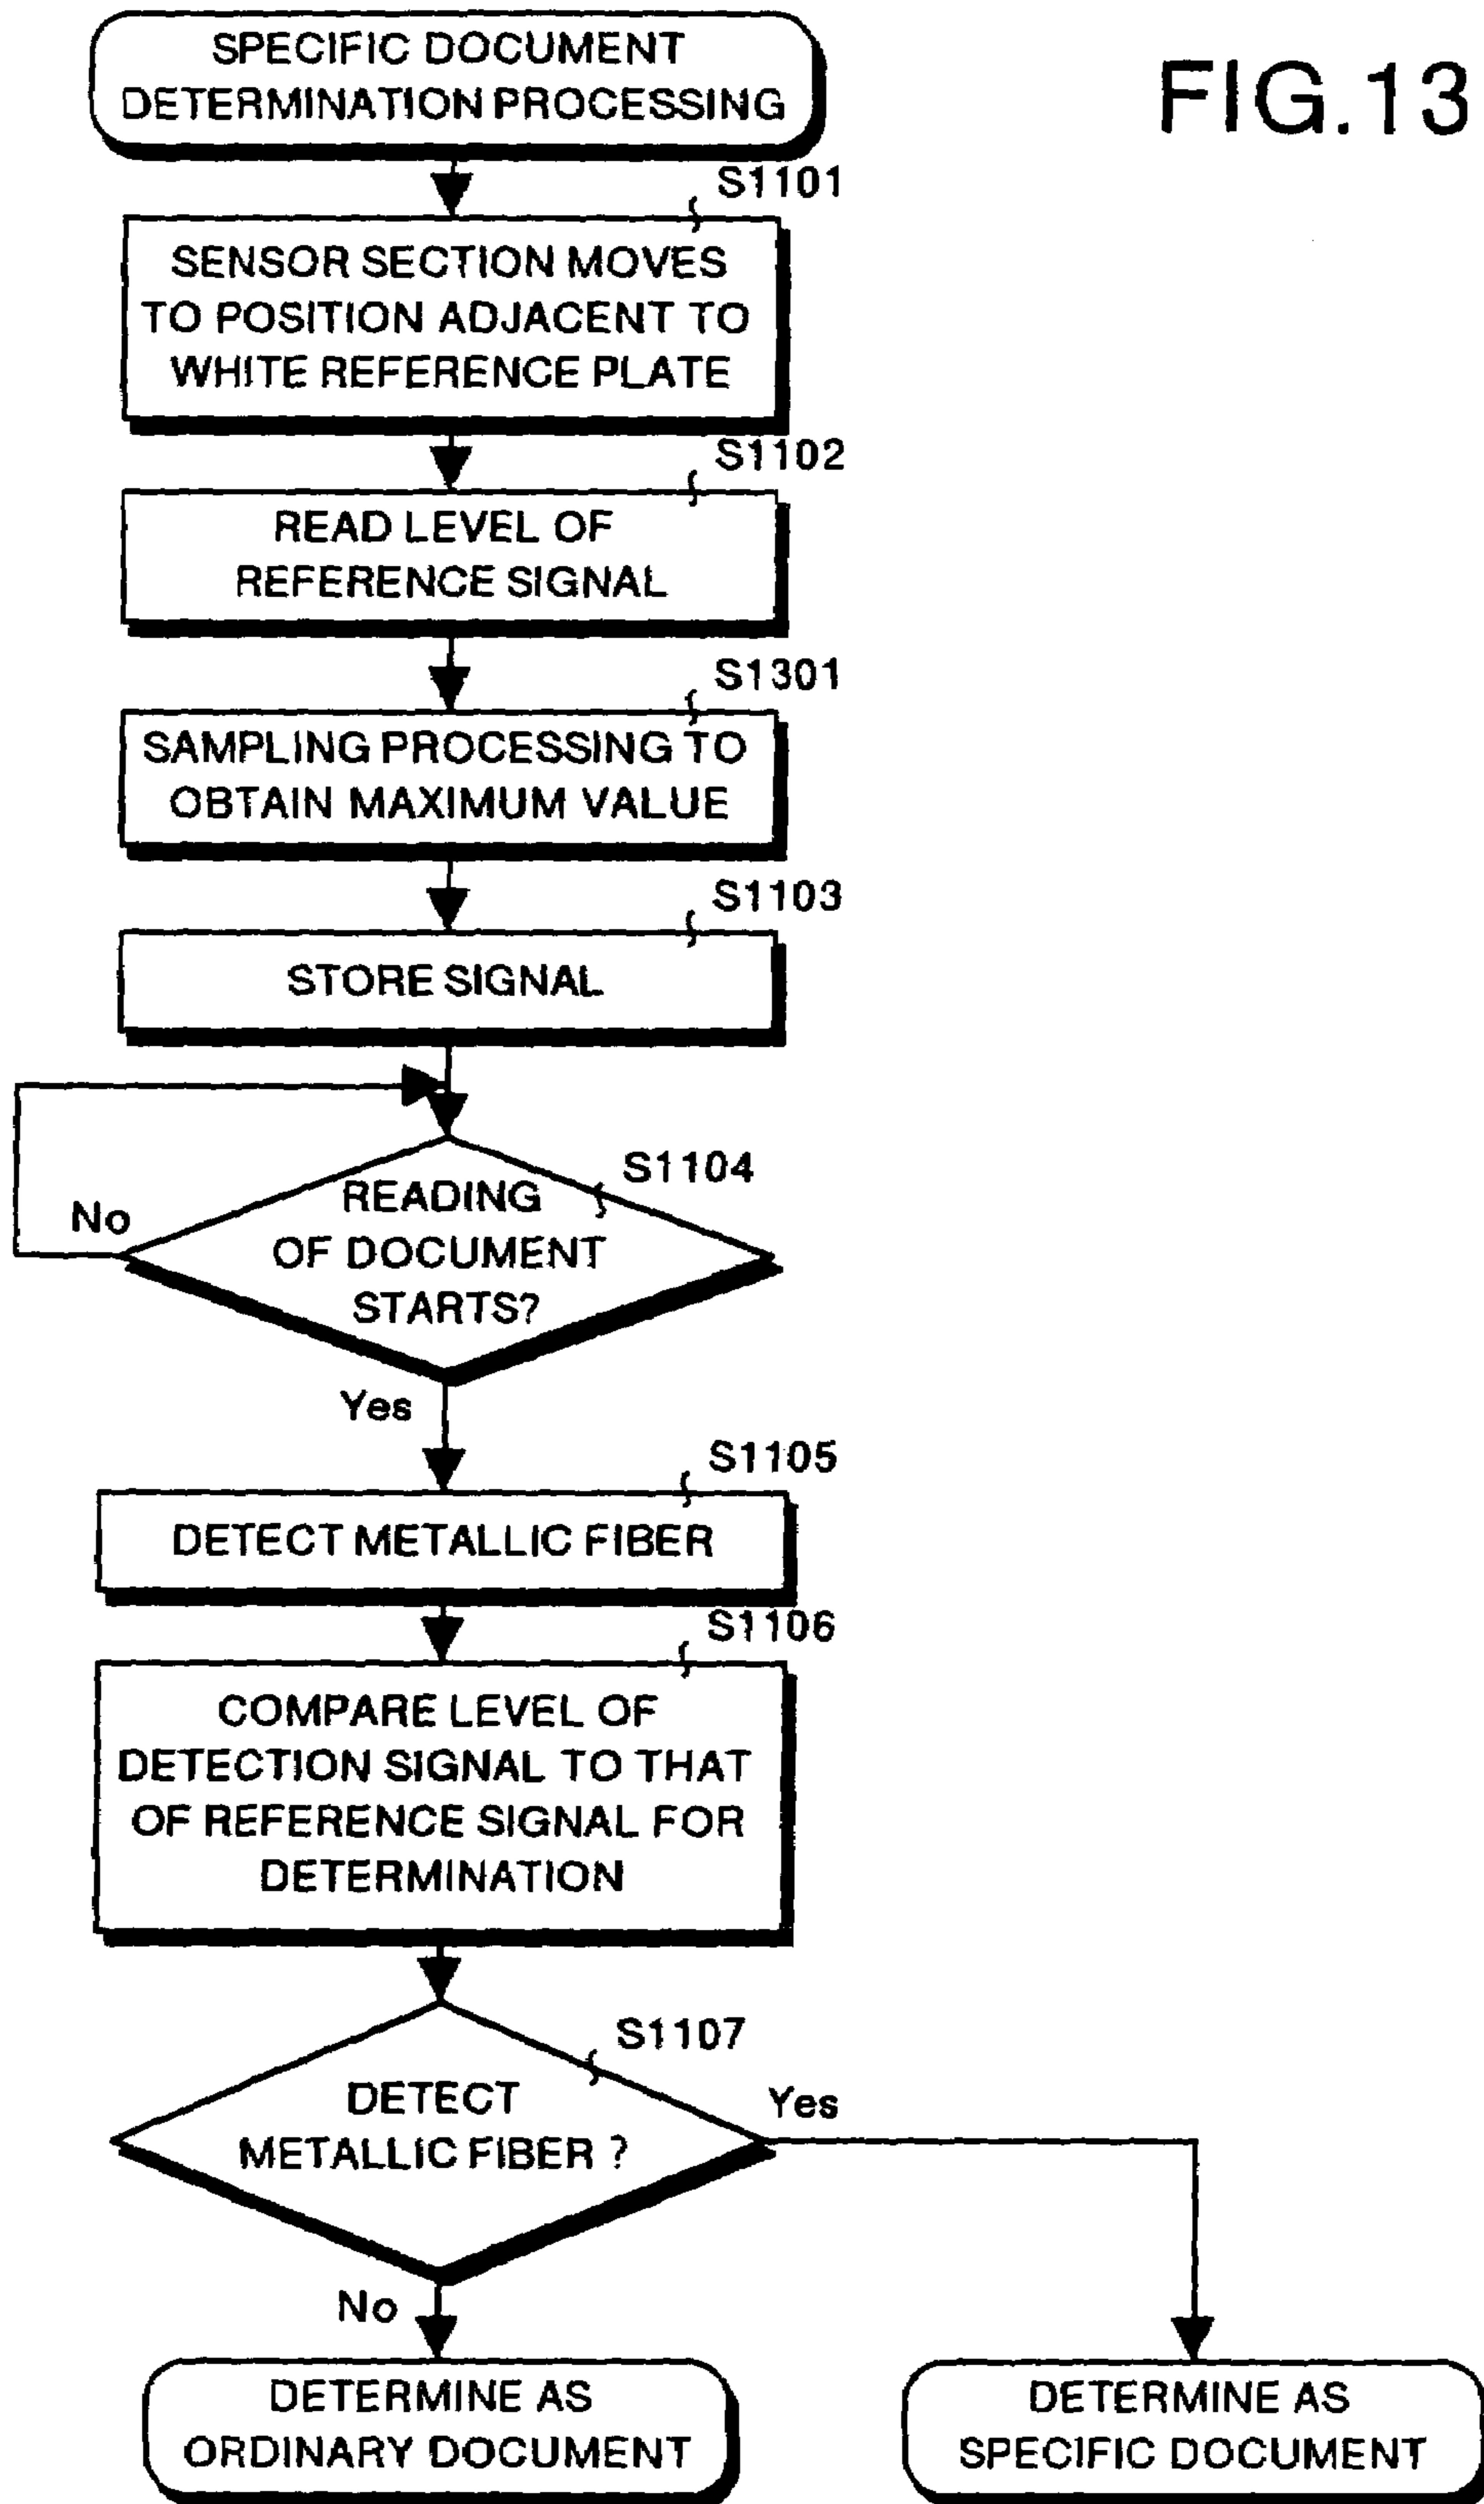 FIG.13
SPECIFIC DOCUMENT
DETERMINATION PROCESSING
S1101
SENSOR SECTION MOVES
TO POSITION ADJACENT TO
WHITE REFERENCE PLATE
S1102
READ LEVEL OF
REFERENCE SIGNAL
S1301
SAMPLING PROCESSING TO
OBTAIN MAXIMUM VALUE
S1103
STORE SIGNAL
S1104
READING
OF DOCUMENT
STARTS?
No
Yes
S1105
DETECT METALLIC FIBER
S1106
COMPARE LEVEL OF
DETECTION SIGNAL TO THAT
OF REFERENCE SIGNAL FOR
DETERMINATION
S1107
DETECT
METALLIC FIBER ?
Yes
No
DETERMINE AS
ORDINARY DOCUMENT
DETERMINE AS
SPECIFIC DOCUMENT